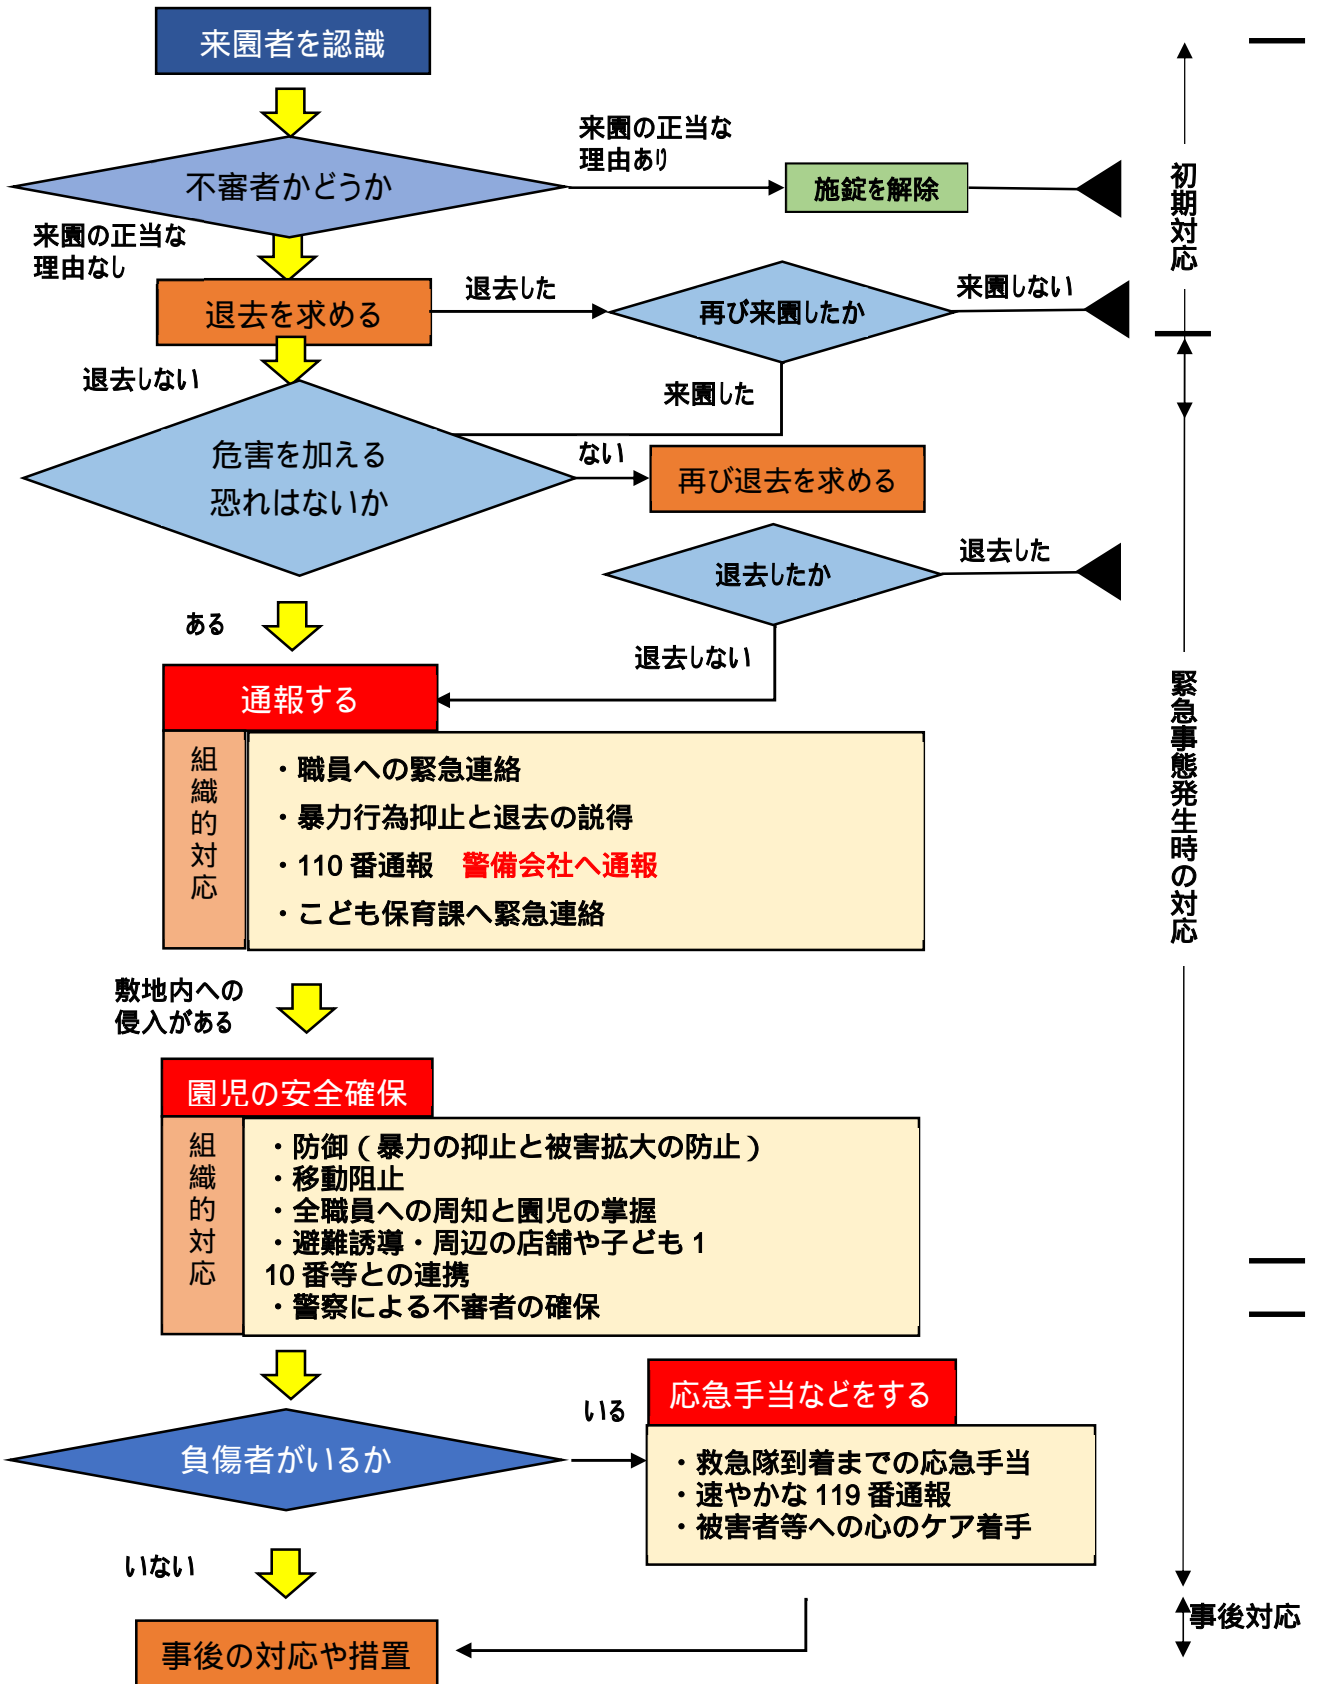 来園者を認識
来園の正当な
理由あり
不審者かどうか
施錠を解除
初期対応
来園の正当な
理由なし
退去を求める
退去した
再び来園したか
来園しない
退去しない
来園した
危害を加える
恐れはないか
ない
再び退去を求める
退去したか
退去した
ある
退去しない
通報する
組織的対応
・職員への緊急連絡
・暴力行為抑止と退去の説得
・110番通報　警備会社へ通報
・こども保育課へ緊急連絡
緊急事態発生時の対応
敷地内への
侵入がある
園児の安全確保
組織的対応
・防御（暴力の抑止と被害拡大の防止）
・移動阻止
・全職員への周知と園児の掌握
・避難誘導・周辺の店舗や子ども1
10番等との連携
・警察による不審者の確保
負傷者がいるか
いる
応急手当などをする
・救急隊到着までの応急手当
・速やかな119番通報
・被害者等への心のケア着手
いない
事後の対応や措置
事後対応